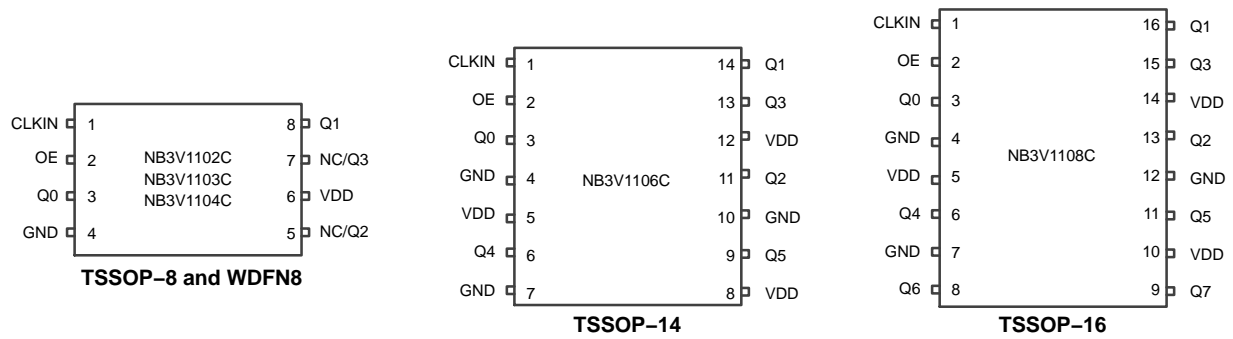 CLKIN 1 8 Q1
OE 2 NB3V1102C 7 NC/Q3
NB3V1103C
Q0 3 NB3V1104C 6 VDD
GND 4 5 NC/Q2
TSSOP−8 and WDFN8
CLKIN 1 14 Q1
OE 2 13 Q3
Q0 3 12 VDD
GND 4 NB3V1106C 11 Q2
VDD 5 10 GND
Q4 6 9 Q5
GND 7 8 VDD
TSSOP−14
CLKIN 1 16 Q1
OE 2 15 Q3
Q0 3 14 VDD
GND 4 13 Q2
NB3V1108C
VDD 5 12 GND
Q4 6 11 Q5
GND 7 10 VDD
Q6 8 9 Q7
TSSOP−16